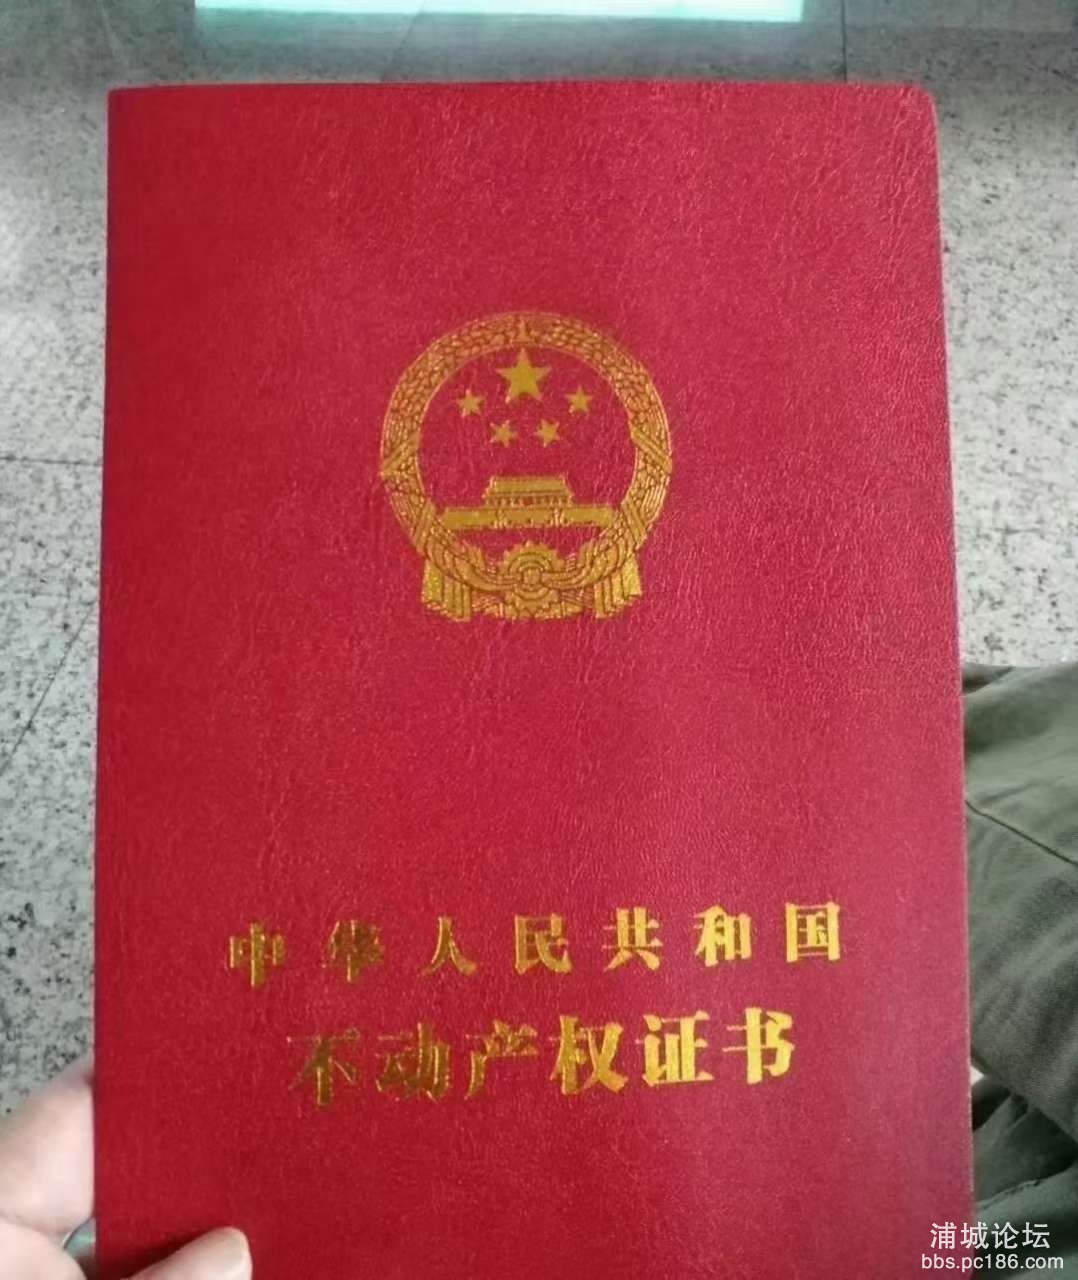 中华人民共和国
不动产权证书
浦城论坛
bbs.pc186.com